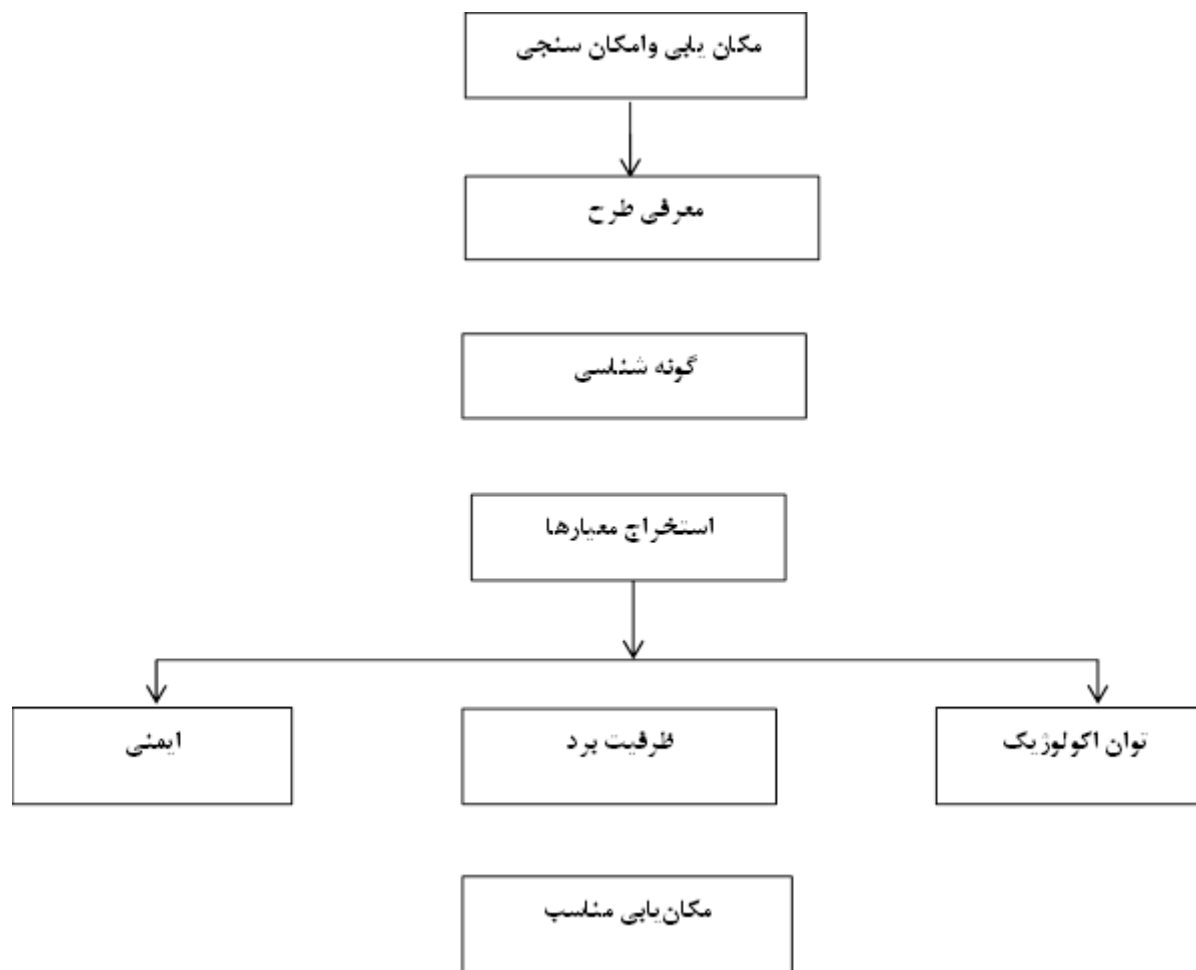 مکان یابی وامکان سنجی
معرفی طرح
گونه شناسی
استخراج معیارها
توان اکولوژیک
ظرفیت برد
ایمنی
مکان‌یابی مناسب